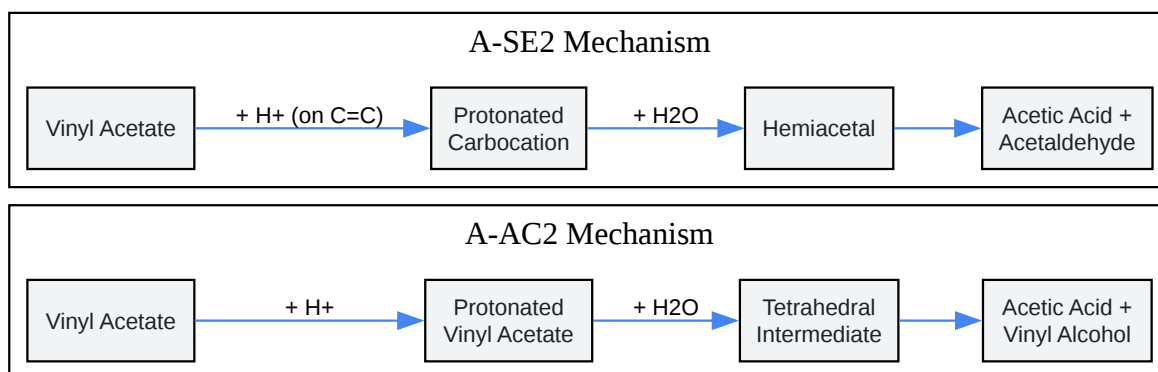 A-SE2 Mechanism
Vinyl Acetate
+ H+ (on C=C)
Protonated
Carbocation
+ H2O
Hemiacetal
Acetic Acid +
Acetaldehyde
A-AC2 Mechanism
Vinyl Acetate
+ H+
Protonated
Vinyl Acetate
+ H2O
Tetrahedral
Intermediate
Acetic Acid +
Vinyl Alcohol